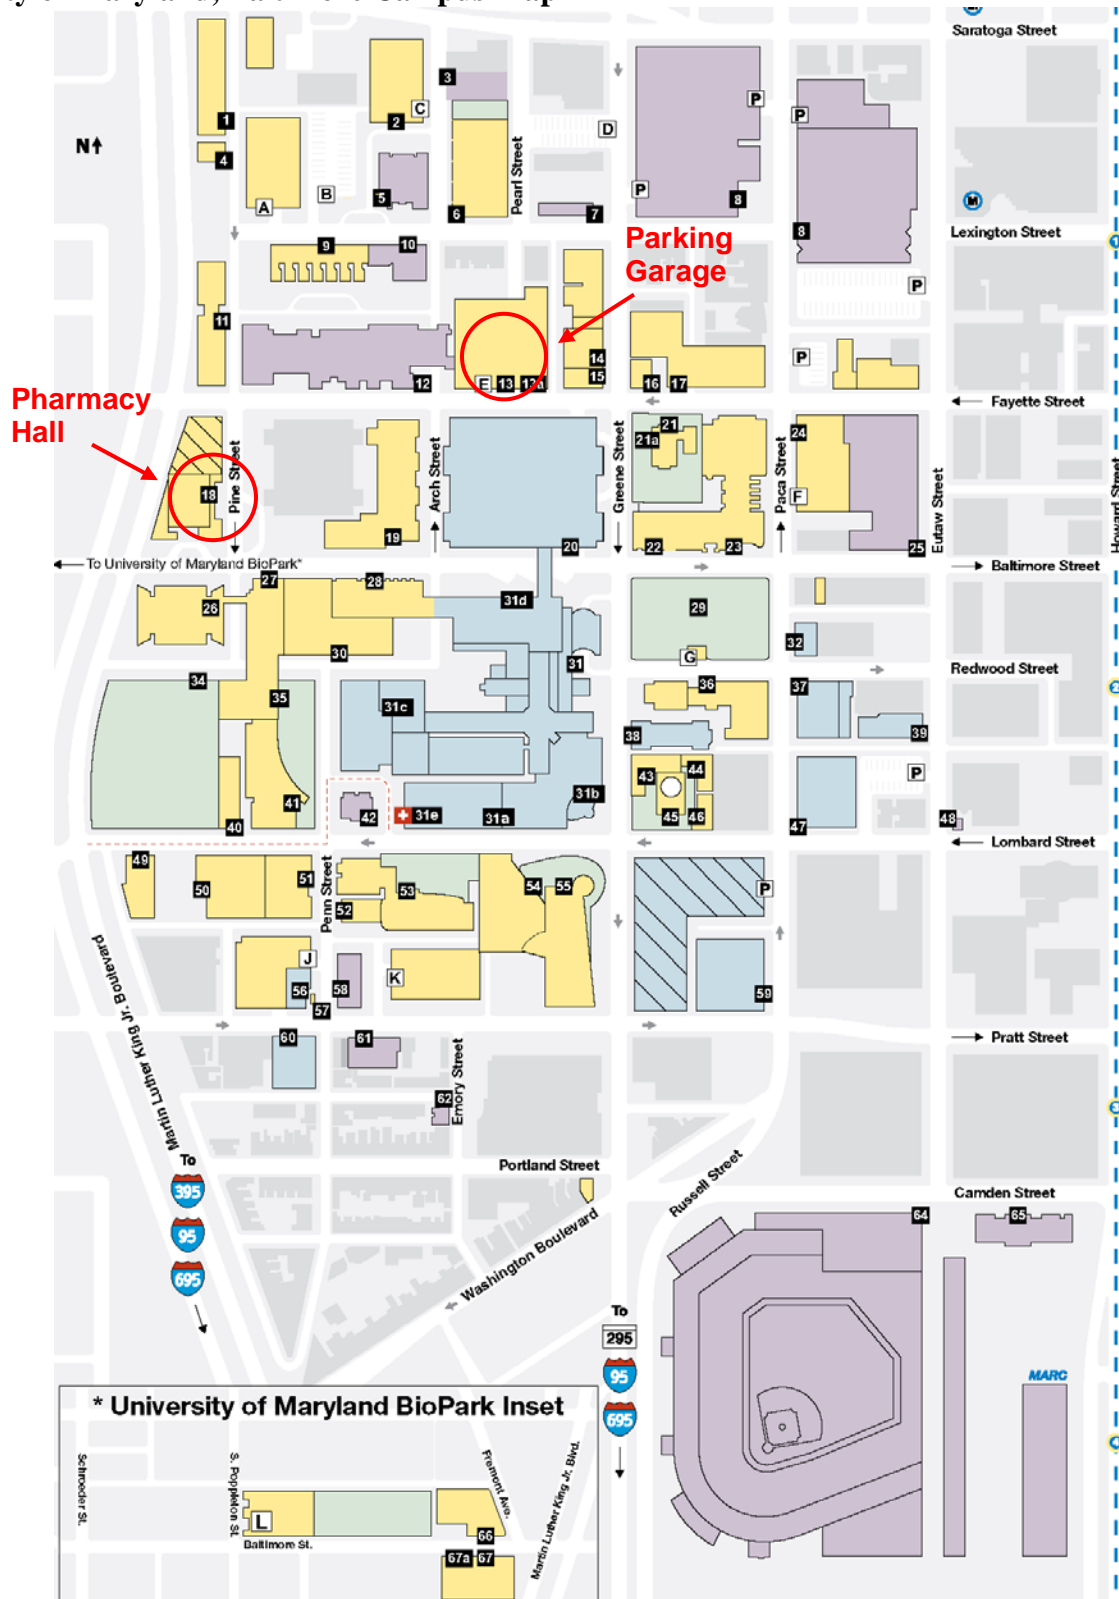 Saratoga Street
M
3
P
C
1
2
P
D
N
4
Pearl Street
B
5
P
8
M
A
6
7
8
Lexington Street
Parking
Garage
9
10
1
P
11
14
P
12
E
13
13a
15
16
17
Pharmacy
Hall
Fayette Street
21
21a
24
18
Pine Street
Arch Street
Greene Street
Paca Street
F
Eutaw Street
Howard Street
19
20
22
23
25
To University of Maryland BioPark*
Baltimore Street
27
28
26
31d
29
32
30
31
G
Redwood Street
34
35
36
37
2
31c
38
39
43
44
P
31b
41
42
31e
31a
45
46
40
47
48
Lombard Street
49
50
51
53
54
55
P
Penn Street
52
J
K
Martin Luther King Jr. Boulevard
56
58
59
57
60
61
Pratt Street
Emory Street
62
3
To
Portland Street
395
Russell Street
Camden Street
64
65
95
Washington Boulevard
695
To
295
95
MARC
695
4
* University of Maryland BioPark Inset
Schroeder St.
S. Poppleton St.
Fremont Ave.
Martin Luther King Jr. Blvd.
L
66
Baltimore St.
67a
67